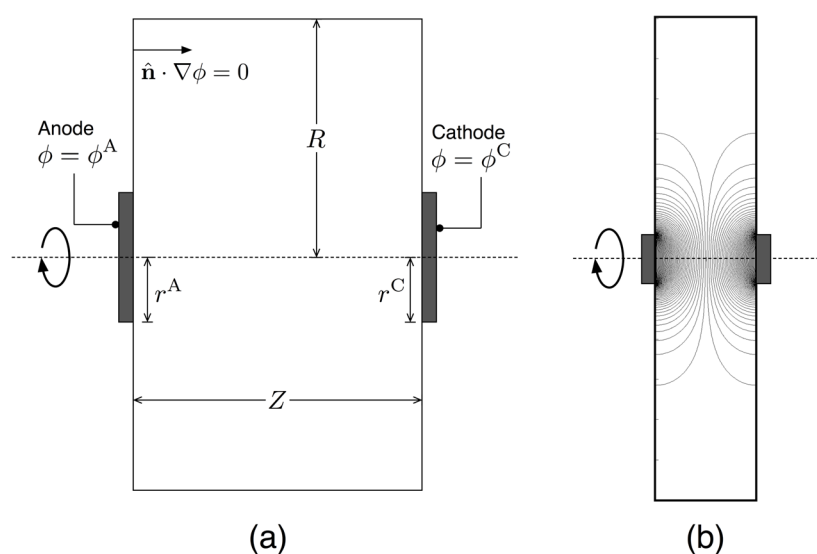 n̂ · ∇ϕ = 0
R
Anode
ϕ = ϕ^A
Cathode
ϕ = ϕ^C
r^A
r^C
Z
(a)
(b)